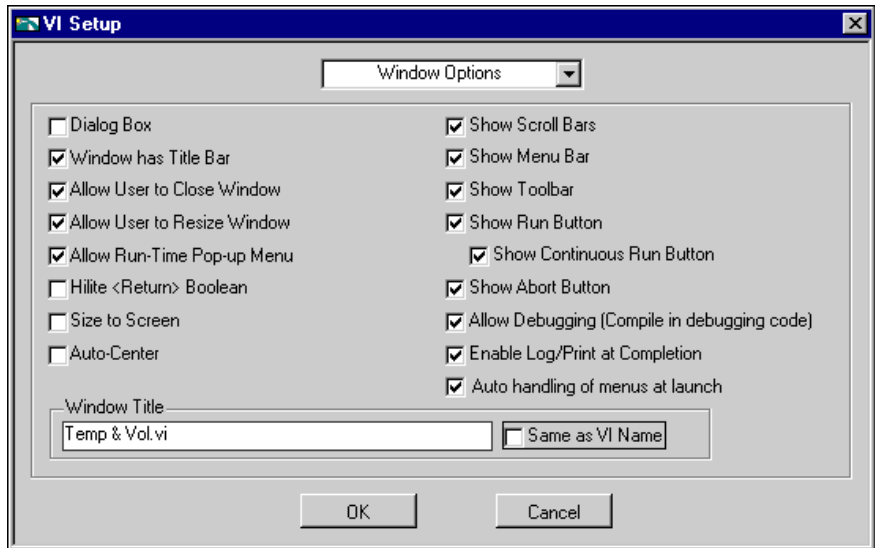 VI Setup
Window Options
Dialog Box
Window has Title Bar
Allow User to Close Window
Allow User to Resize Window
Allow Run-Time Pop-up Menu
Hilite <Return> Boolean
Size to Screen
Auto-Center
Show Scroll Bars
Show Menu Bar
Show Toolbar
Show Run Button
Show Continuous Run Button
Show Abort Button
Allow Debugging (Compile in debugging code)
Enable Log/Print at Completion
Auto handling of menus at launch
Window Title
Temp & Vol.vi
Same as VI Name
OK
Cancel